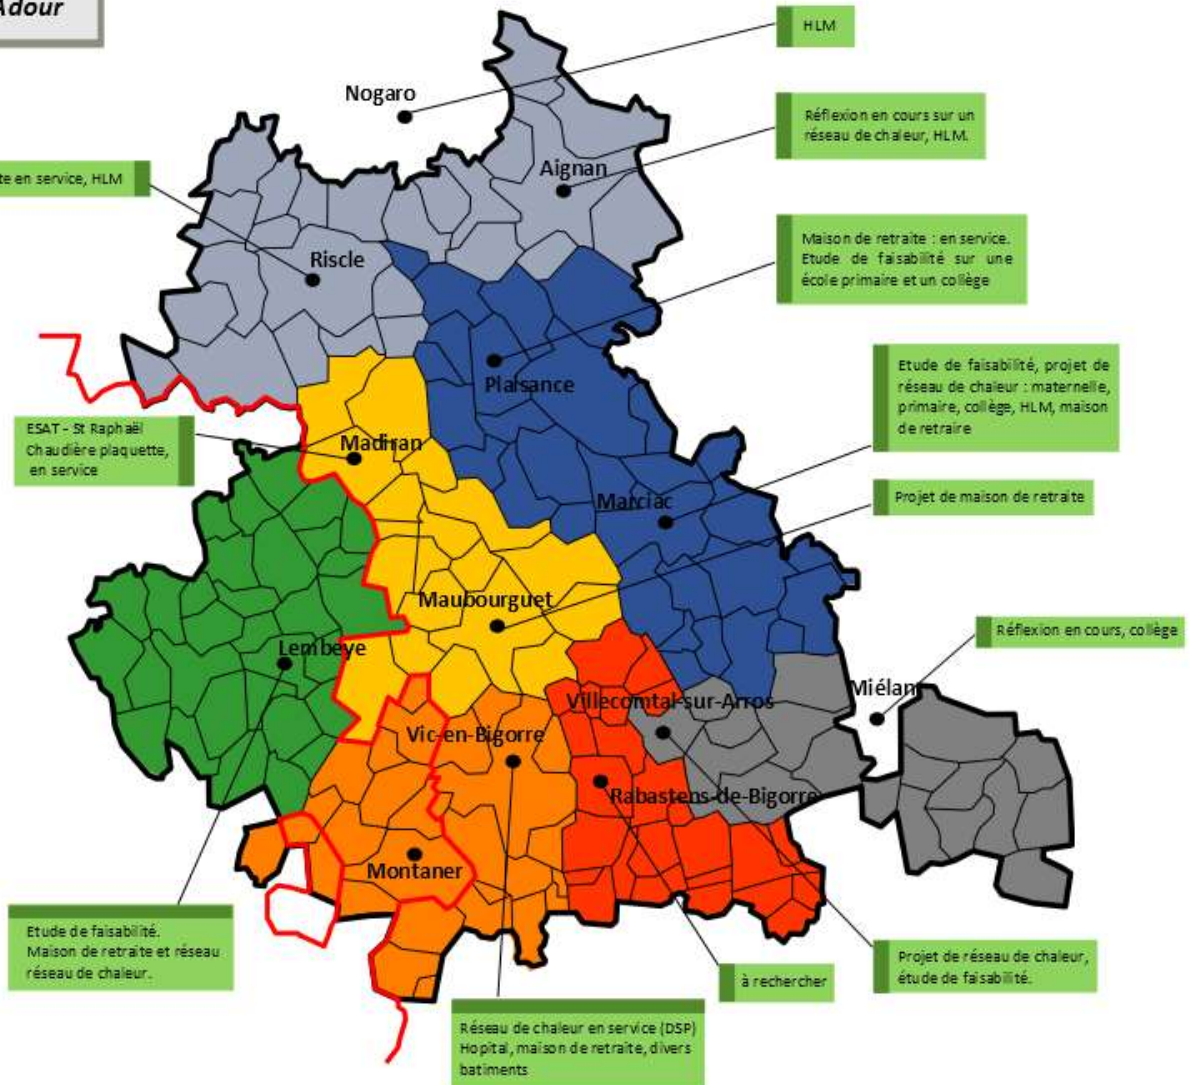 Adour
HLM
Nogaro
Réflexion en cours sur un
réseau de chaleur, HLM.
Aignan
en service, HLM
Maison de retraite : en service.
Etude de faisabilité sur une
école primaire et un collège
Riscle
Plaisance
Etude de faisabilité, projet de
réseau de chaleur : maternelle,
primaire, collège, HLM, maison
de retraire
ESAT - St Raphaël
Chaudière plaquette,
en service
Madiran
Marciac
Projet de maison de retraite
Maubourguet
Réflexion en cours, collège
Lembeye
Miélan
Villecomtal-sur-Arros
Vic-en-Bigorre
Rabastens-de-Bigorre
Montaner
Etude de faisabilité.
Maison de retraite et réseau
réseau de chaleur.
Projet de réseau de chaleur,
étude de faisabilité.
à rechercher
Réseau de chaleur en service (DSP)
Hopital, maison de retraite, divers
batiments